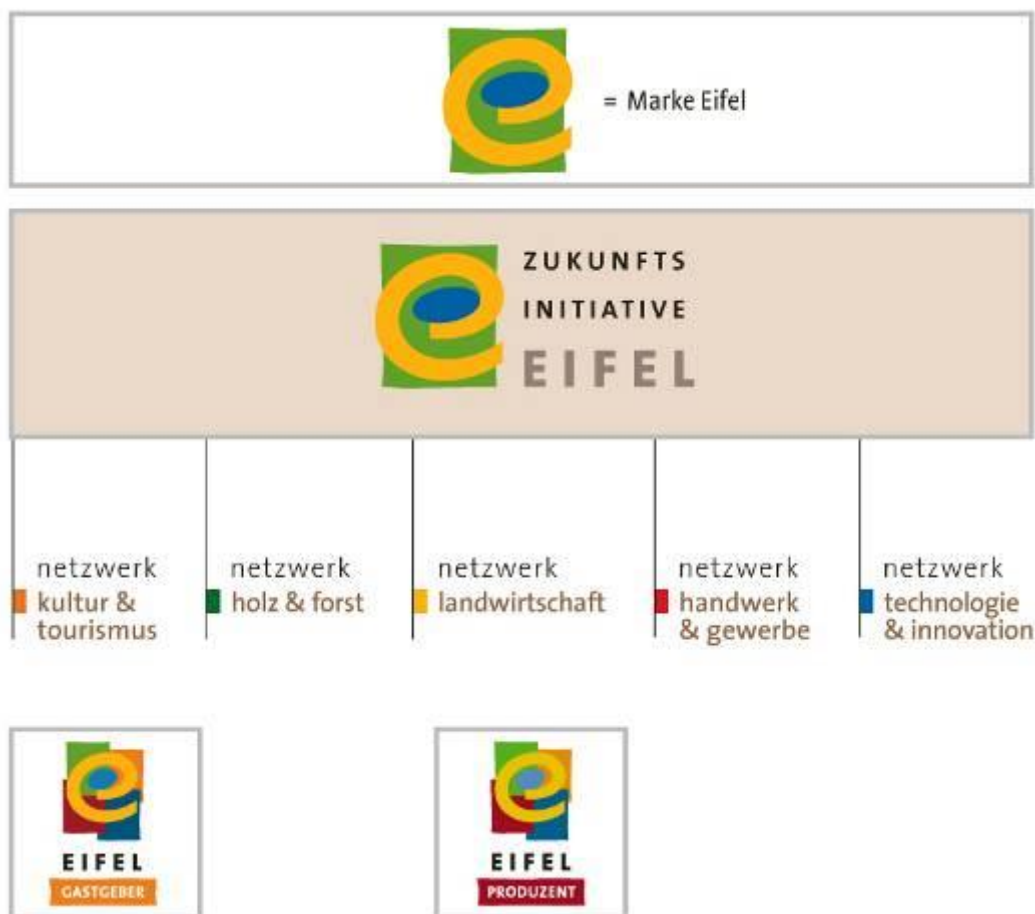 = Marke Eifel
ZUKUNFTS
INITIATIVE
EIFEL
netzwerk
kultur &
tourismus
netzwerk
holz & forst
netzwerk
landwirtschaft
netzwerk
handwerk
& gewerbe
netzwerk
technologie
& innovation
EIFEL
GASTGEBER
EIFEL
PRODUZENT